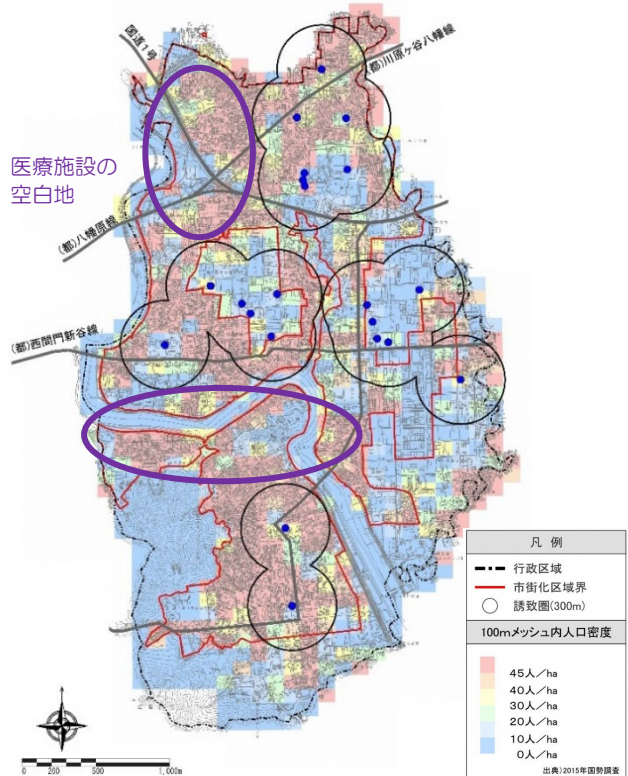 国道1号
(都)川原ヶ谷八幡線
医療施設の
空白地
(都)八幡原線
(都)西間門新谷線
凡 例
行政区域
市街化区域界
誘致圏(300m)
100mメッシュ内人口密度
45人／ha
40人／ha
30人／ha
20人／ha
10人／ha
0人／ha
出典)2015年国勢調査
0 200 500 1,000m